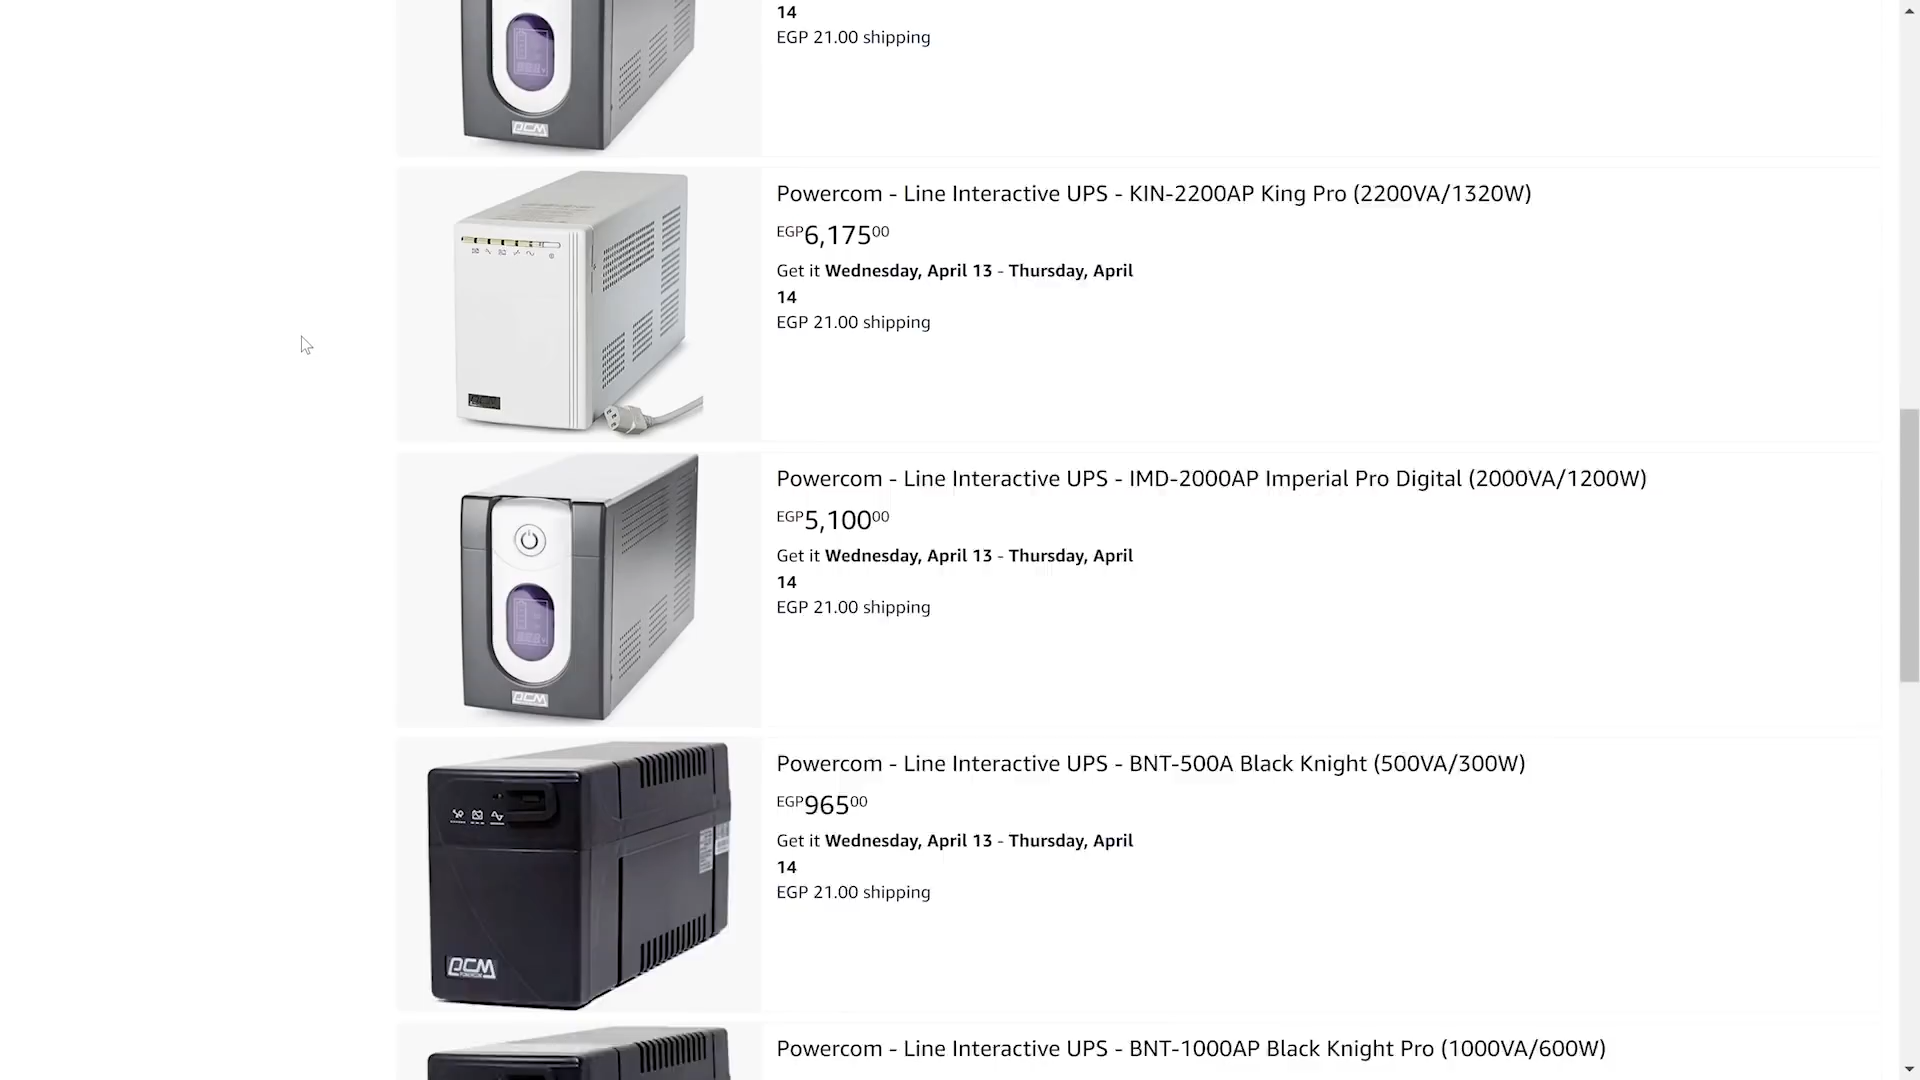 14
EGP 21.00 shipping
PCM
Powercom - Line Interactive UPS - KIN-2200AP King Pro (2200VA/1320W)
EGP6,17500
Get it Wednesday, April 13 - Thursday, April
14
EGP 21.00 shipping
Powercom - Line Interactive UPS - IMD-2000AP Imperial Pro Digital (2000VA/1200W)
EGP5,10000
Get it Wednesday, April 13 - Thursday, April
14
EGP 21.00 shipping
PCM
Powercom - Line Interactive UPS - BNT-500A Black Knight (500VA/300W)
EGP96500
Get it Wednesday, April 13 - Thursday, April
14
EGP 21.00 shipping
PCM
Powercom - Line Interactive UPS - BNT-1000AP Black Knight Pro (1000VA/600W)